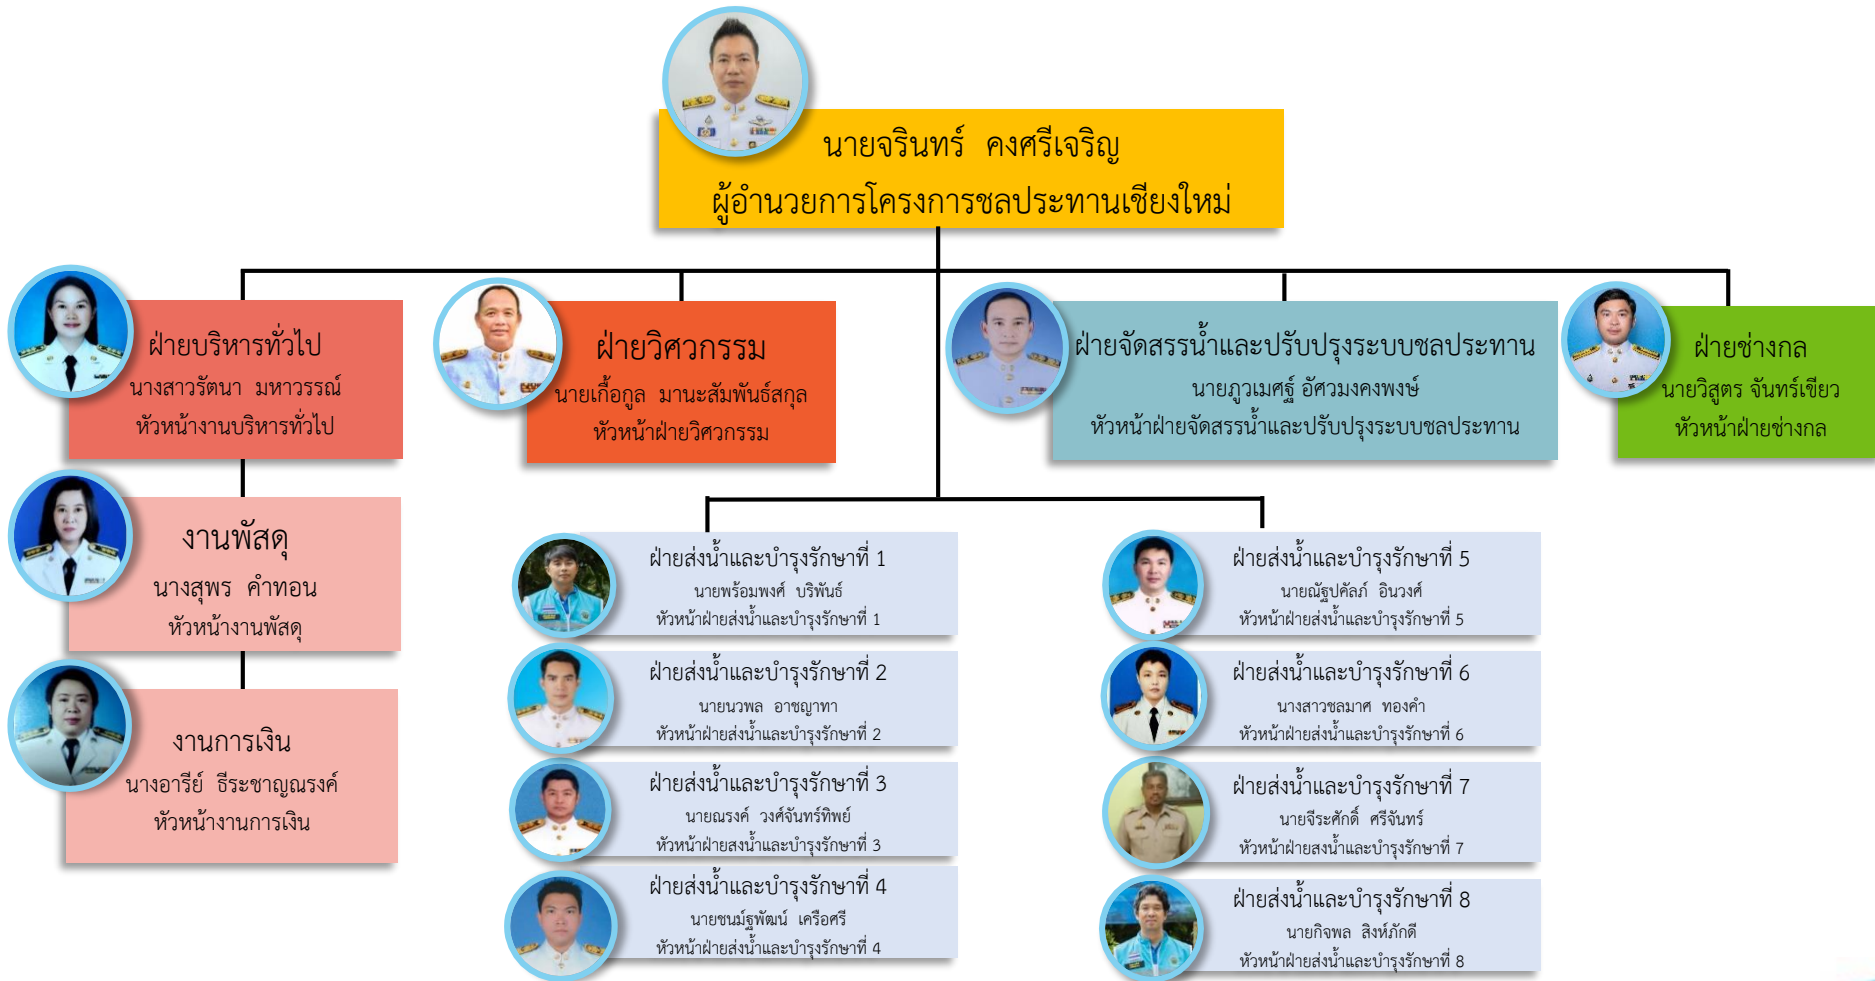 นายจรินทร์ คงศรีเจริญ
ผู้อำนวยการโครงการชลประทานเชียงใหม่
ฝ่ายบริหารทั่วไป
นางสาวรัตนา มหาวรรณ์
หัวหน้างานบริหารทั่วไป
ฝ่ายวิศวกรรม
นายเกื้อกูล มานะสัมพันธ์สกุล
หัวหน้าฝ่ายวิศวกรรม
ฝ่ายจัดสรรน้ำและปรับปรุงระบบชลประทาน
นายภูวเมศฐ์ อัศวมงคงพงษ์
หัวหน้าฝ่ายจัดสรรน้ำและปรับปรุงระบบชลประทาน
ฝ่ายช่างกล
นายวิสูตร จันทร์เขียว
หัวหน้าฝ่ายช่างกล
งานพัสดุ
นางสุพร คำทอน
หัวหน้างานพัสดุ
งานการเงิน
นางอารีย์ ธีระชาญณรงค์
หัวหน้างานการเงิน
ฝ่ายส่งน้ำและบำรุงรักษาที่ 1
นายพร้อมพงศ์ บริพันธ์
หัวหน้าฝ่ายส่งน้ำและบำรุงรักษาที่ 1
ฝ่ายส่งน้ำและบำรุงรักษาที่ 2
นายนวพล อาชญาทา
หัวหน้าฝ่ายส่งน้ำและบำรุงรักษาที่ 2
ฝ่ายส่งน้ำและบำรุงรักษาที่ 3
นายณรงค์ วงศ์จันทร์ทิพย์
หัวหน้าฝ่ายสงน้ำและบำรุงรักษาที่ 3
ฝ่ายส่งน้ำและบำรุงรักษาที่ 4
นายชนม์ฐพัฒน์ เครือศรี
หัวหน้าฝ่ายส่งน้ำและบำรุงรักษาที่ 4
ฝ่ายส่งน้ำและบำรุงรักษาที่ 5
นายณัฐปคัลภ์ อินวงศ์
หัวหน้าฝ่ายส่งน้ำและบำรุงรักษาที่ 5
ฝ่ายส่งน้ำและบำรุงรักษาที่ 6
นางสาวชลมาศ ทองคำ
หัวหน้าฝ่ายส่งน้ำและบำรุงรักษาที่ 6
ฝ่ายส่งน้ำและบำรุงรักษาที่ 7
นายจีระศักดิ์ ศรีจันทร์
หัวหน้าฝ่ายส่งน้ำและบำรุงรักษาที่ 7
ฝ่ายส่งน้ำและบำรุงรักษาที่ 8
นายกิจพล สิงห์ภักดี
หัวหน้าฝ่ายส่งน้ำและบำรุงรักษาที่ 8